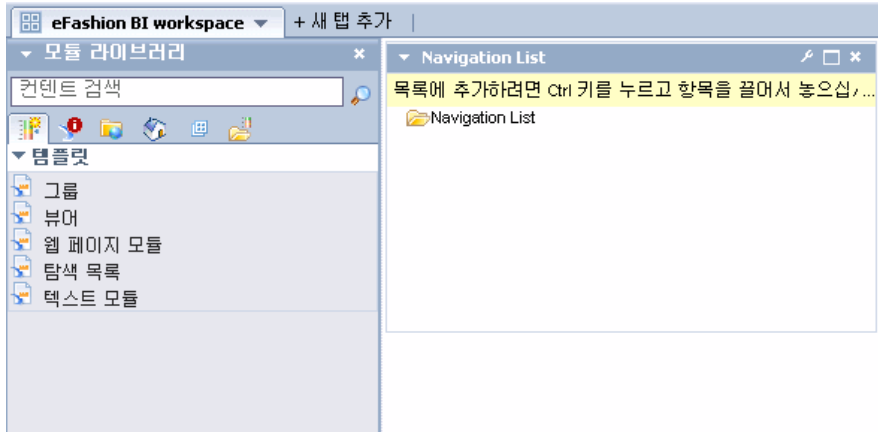 eFashion BI workspace
+ 새 탭 추가
모듈 라이브러리
컨텐트 검색
템플릿
그룹
뷰어
웹 페이지 모듈
탐색 목록
텍스트 모듈
Navigation List
목록에 추가하려면 Ctrl 키를 누르고 항목을 끌어서 놓으십...
Navigation List